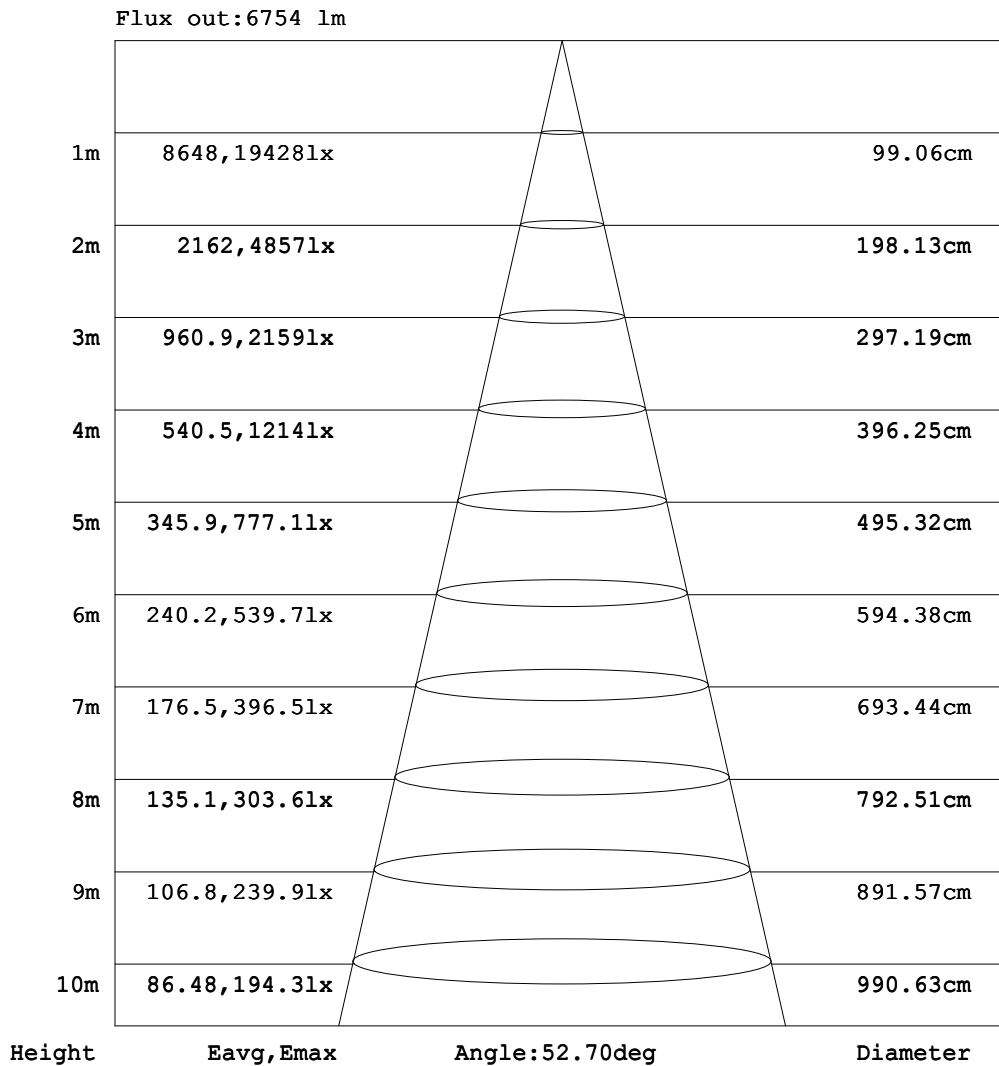 Flux out:6754 lm
1m 8648,19428lx 99.06cm
2m 2162,4857lx 198.13cm
3m 960.9,2159lx 297.19cm
4m 540.5,1214lx 396.25cm
5m 345.9,777.1lx 495.32cm
6m 240.2,539.7lx 594.38cm
7m 176.5,396.5lx 693.44cm
8m 135.1,303.6lx 792.51cm
9m 106.8,239.9lx 891.57cm
10m 86.48,194.3lx 990.63cm
Height Eavg,Emax Angle:52.70deg Diameter